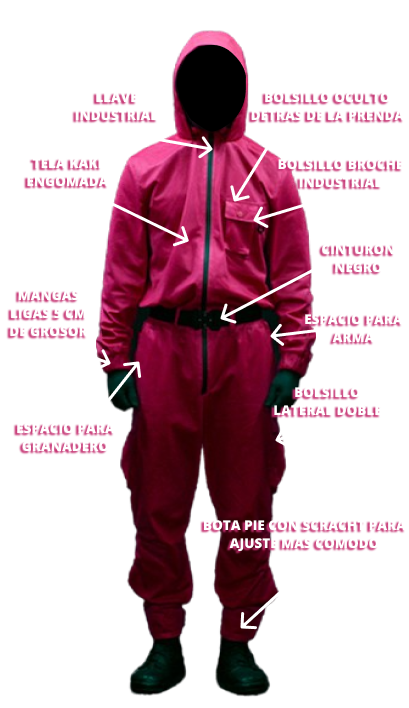 LLAVE
INDUSTRIAL
BOLSILLO OCULTO
DETRAS DE LA PRENDA
TELA KAKI
ENGOMADA
BOLSILLO BROCHE
INDUSTRIAL
CINTURON
NEGRO
MANGAS
LIGAS 5 CM
DE GROSOR
ESPACIO PARA
ARMA
BOLSILLO
LATERAL DOBLE
ESPACIO PARA
GRANADERO
BOTA PIE CON SCRACHT PARA
AJUSTE MAS COMODO